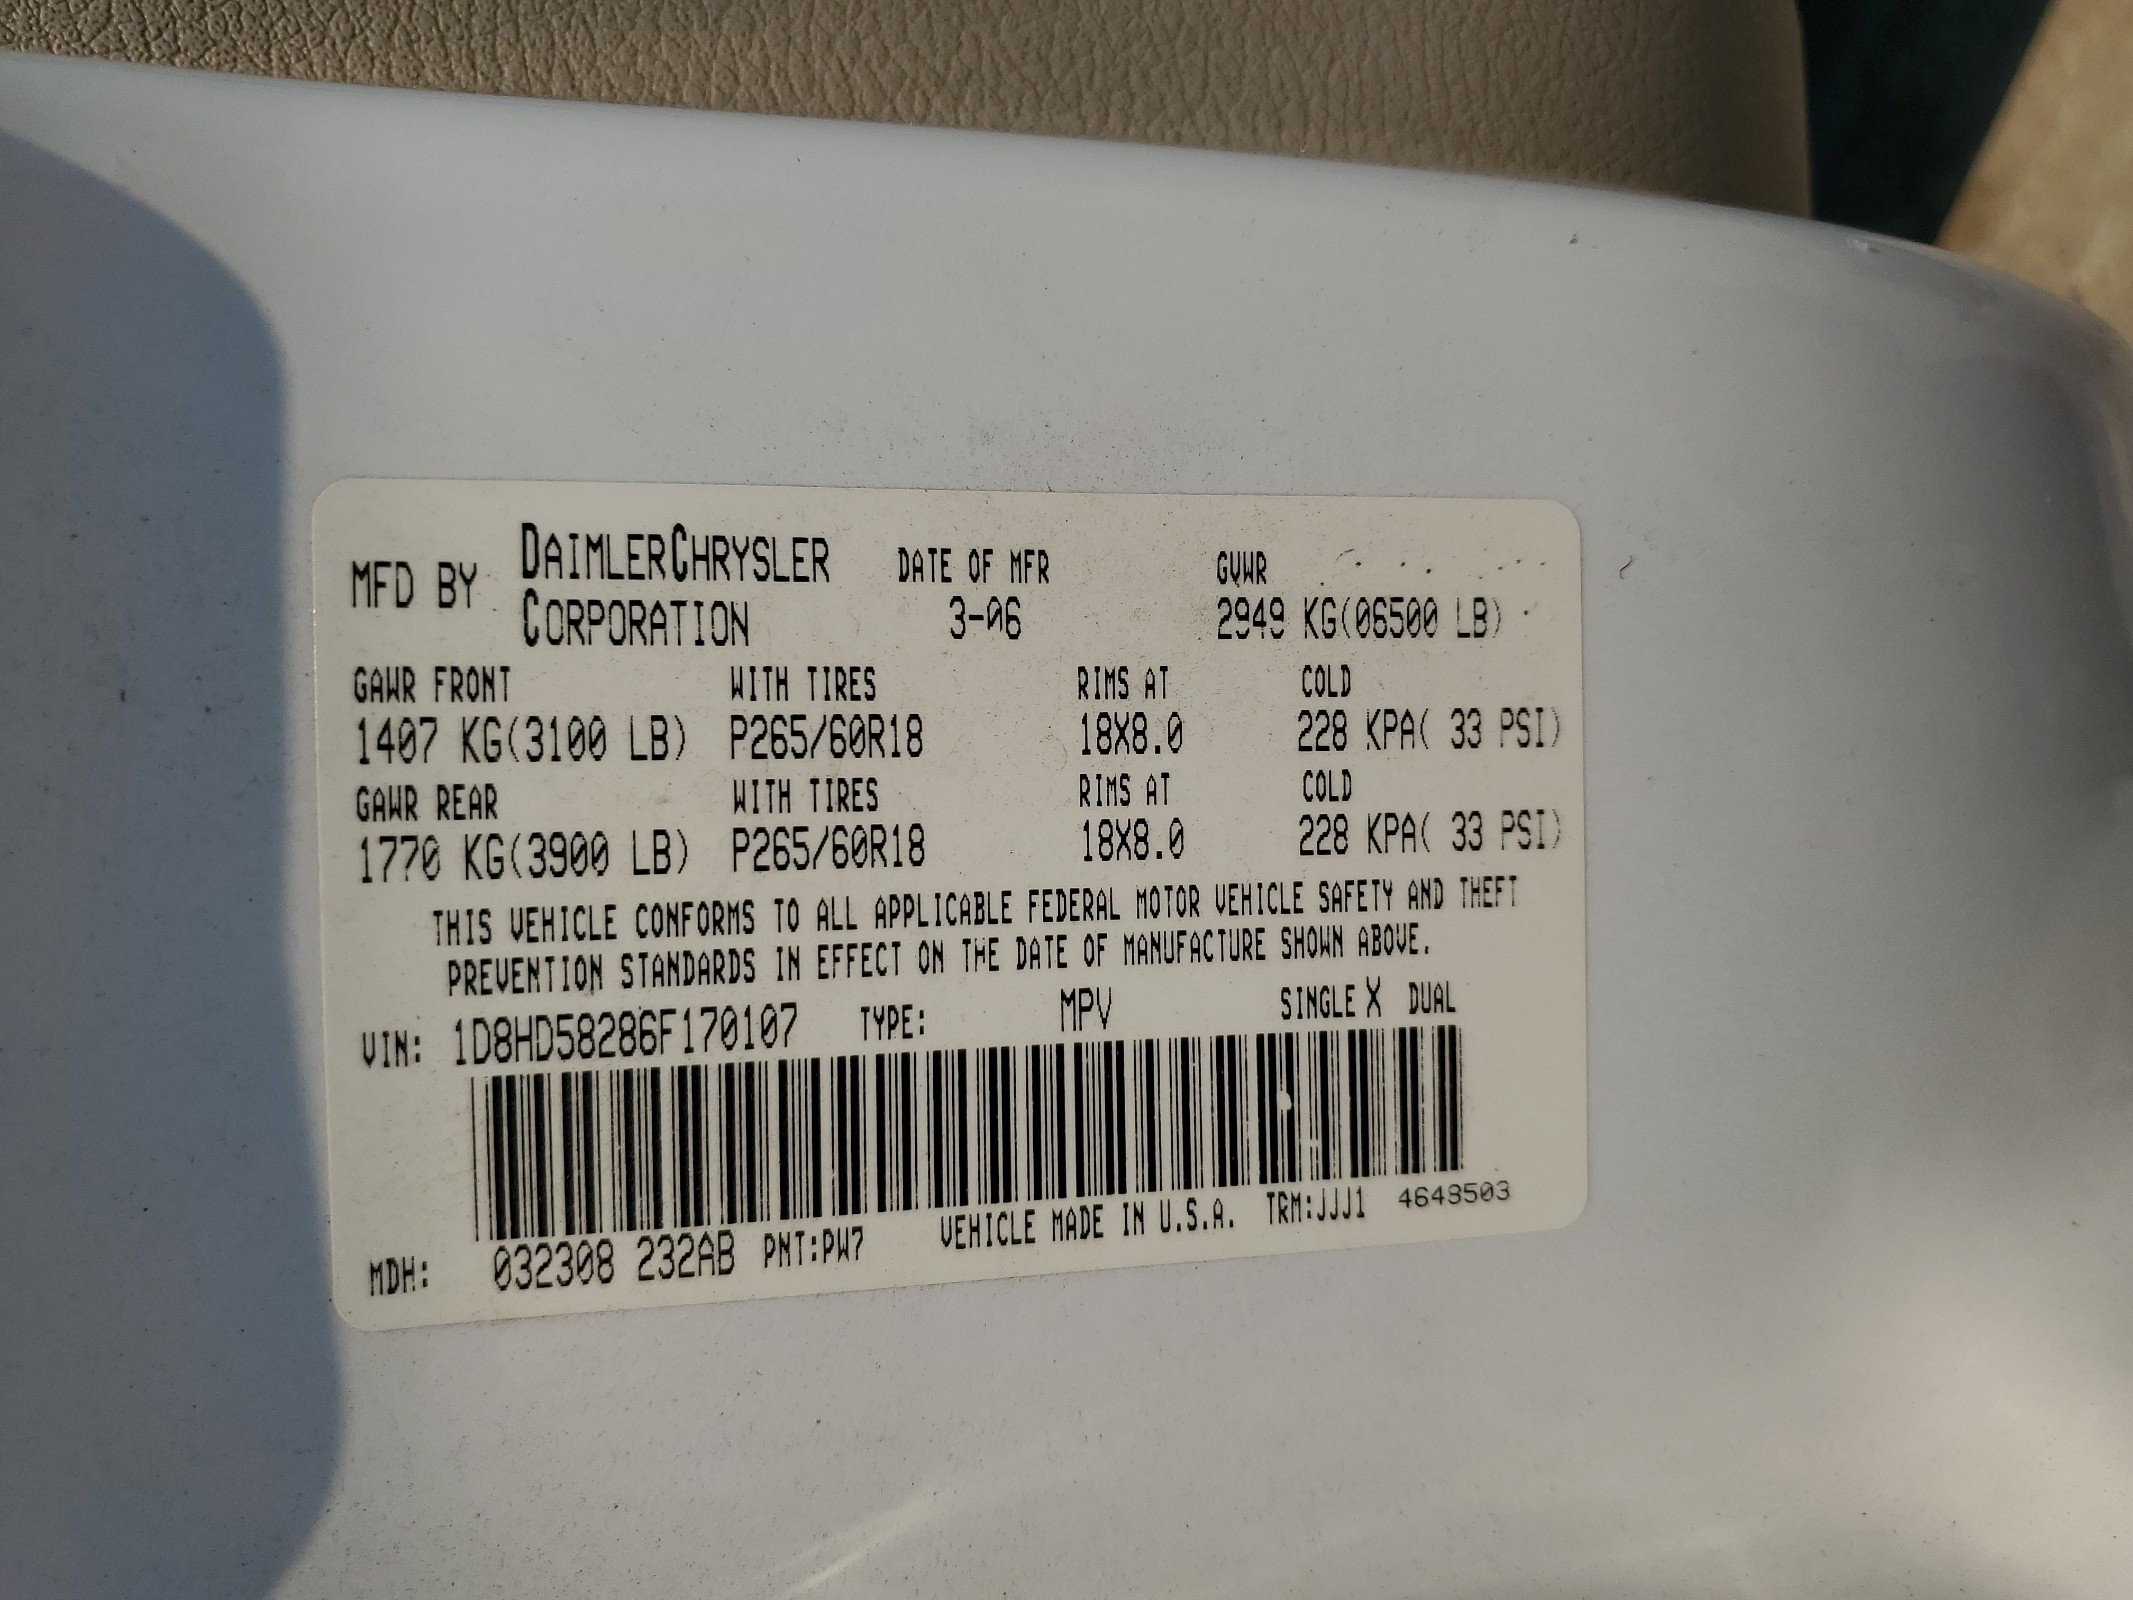 MFD BY DAIMLERCHRYSLER CORPORATION DATE OF MFR 3-06 GVWR 2949 KG(06500 LB)
GAWR FRONT WITH TIRES RIMS AT COLD
1407 KG(3100 LB) P265/60R18 18X8.0 228 KPA( 33 PSI)
GAWR REAR WITH TIRES RIMS AT COLD
1770 KG(3900 LB) P265/60R18 18X8.0 228 KPA( 33 PSI)
THIS VEHICLE CONFORMS TO ALL APPLICABLE FEDERAL MOTOR VEHICLE SAFETY AND THEFT
PREVENTION STANDARDS IN EFFECT ON THE DATE OF MANUFACTURE SHOWN ABOVE.
VIN: 1D8HD58286F170107 TYPE: MPV SINGLE X DUAL
MDH: 032308 232AB PNT:PW7 VEHICLE MADE IN U.S.A. TRM:JJJ1 4648503